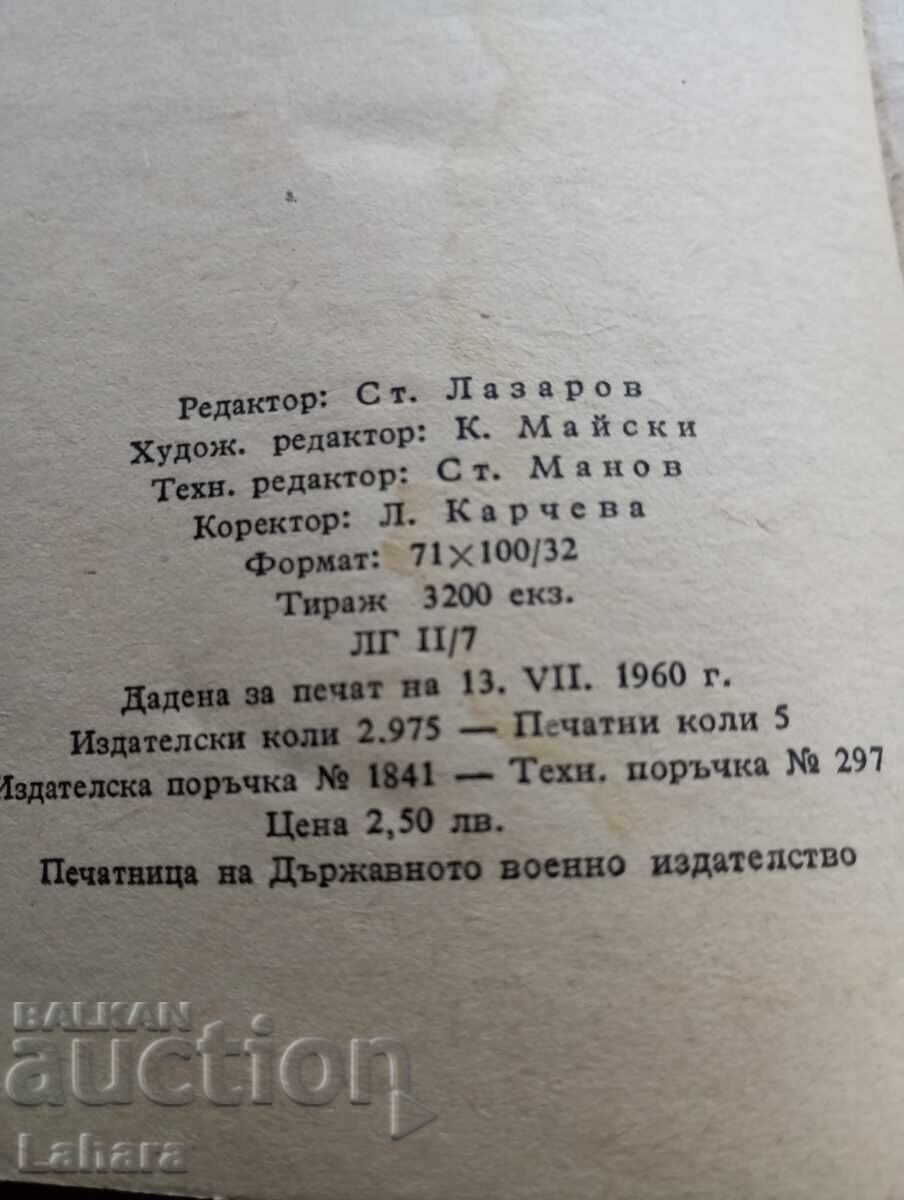 Редактор: Ст. Лазаров
Худож. редактор: К. Майски
Техн. редактор: Ст. Манов
Коректор: Л. Карчева
Формат: 71×100/32
Тираж 3200 екз.
ЛГ II/7
Дадена за печат на 13. VII. 1960 г.
Издателски коли 2.975 — Печатни коли 5
Издателска поръчка № 1841 — Техн. поръчка № 297
Цена 2,50 лв.
Печатница на Държавното военно издателство
BALKAN
auction
Lahara